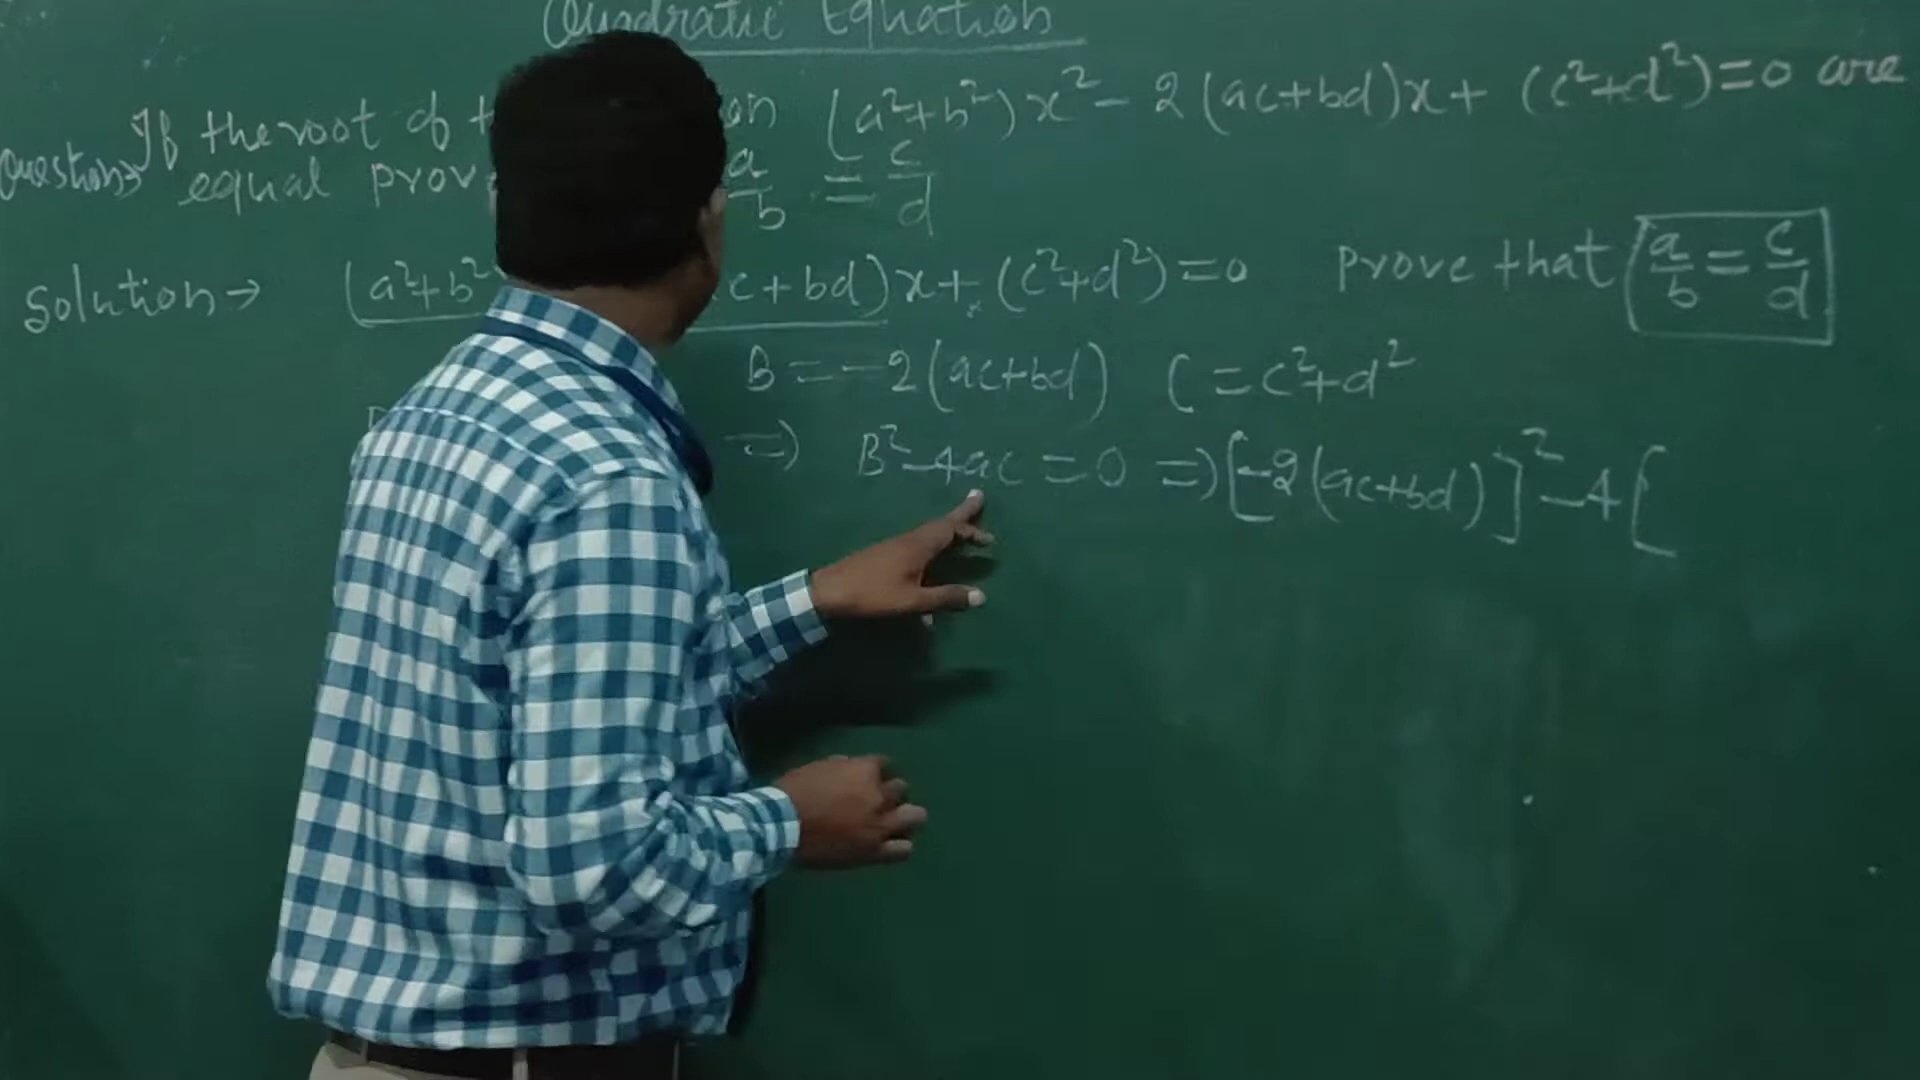 Quadratic Equation
If the root of t on (a²+b²)x² - 2(ac+bd)x + (c²+d²)=0 are
Question→ equal prov a/b = c/d
Solution→ (a²+b² c+bd)x+(c²+d²)=0 prove that a/b = c/d
B = -2(ac+bd) C = c²+d²
=) B²-4ac = 0 =) [-2(ac+bd)]² - 4[